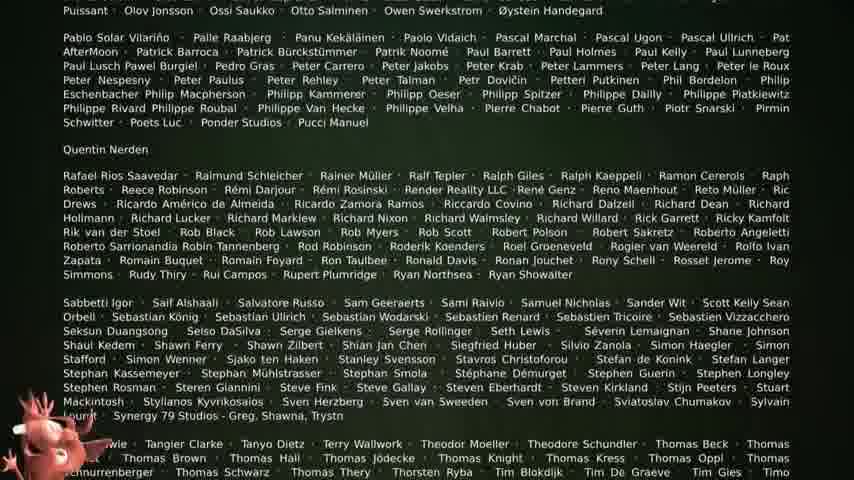 Puissant · Olov Jonsson · Ossi Saukko · Otto Salminen · Owen Swerkstrom · Øystein Handegard
Pablo Solar Vilariño · Palle Raabjerg · Panu Kekäläinen · Paolo Vidaich · Pascal Marchal · Pascal Ugon · Pascal Ullrich · Pat
AfterMoon · Patrick Barroca · Patrick Bürckstümmer · Patrik Noomé · Paul Barrett · Paul Holmes · Paul Kelly · Paul Lunneberg
Paul Lusch Pawel Burgiel · Pedro Gras · Peter Carrero · Peter Jakobs · Peter Krab · Peter Lammers · Peter Lang · Peter le Roux
Peter Nespesny · Peter Paulus · Peter Rehley · Peter Talman · Petr Dovičin · Petteri Putkinen · Phil Bordelon · Philip
Eschenbacher Philip Macpherson · Philipp Kammerer · Philipp Oeser · Philipp Spitzer · Philippe Dailly · Philippe Piatkiewitz
Philippe Rivard Philippe Roubal · Philippe Van Hecke · Philippe Velha · Pierre Chabot · Pierre Guth · Piotr Snarski · Pirmin
Schwitter · Poets Luc · Ponder Studios · Pucci Manuel
Quentin Nerden
Rafael Rios Saavedar · Raimund Schleicher · Rainer Müller · Ralf Tepler · Ralph Giles · Ralph Kaeppeli · Ramon Cererols · Raph
Roberts · Reece Robinson · Rémi Darjour · Rémi Rosinski · Render Reality LLC · René Genz · Reno Maenhout · Reto Müller · Ric
Drews · Ricardo Américo de Almeida · Ricardo Zamora Ramos · Riccardo Covino · Richard Dalzell · Richard Dean · Richard
Hollmann · Richard Lucker · Richard Marklew · Richard Nixon · Richard Walmsley · Richard Willard · Rick Garrett · Ricky Kamfolt
Rik van der Stoel · Rob Black · Rob Lawson · Rob Myers · Rob Scott · Robert Polson · Robert Sakretz · Roberto Angeletti
Roberto Sarrionandia Robin Tannenberg · Rod Robinson · Roderik Koenders · Roel Groeneveld · Rogier van Weereld · Rolfo Ivan
Zapata · Romain Buquet · Romain Foyard · Ron Taulbee · Ronald Davis · Ronan Jouchet · Rony Schell · Rosset Jerome · Roy
Simmons · Rudy Thiry · Rui Campos · Rupert Plumridge · Ryan Northsea · Ryan Showalter
Sabbetti Igor · Saif Alshaali · Salvatore Russo · Sam Geeraerts · Sami Raivio · Samuel Nicholas · Sander Wit · Scott Kelly Sean
Orbell · Sebastian König · Sebastian Ullrich · Sebastian Wodarski · Sebastien Renard · Sebastien Tricoire · Sebastien Vizzacchero
Seksun Duangsong · Selso DaSilva · Serge Gielkens · Serge Rollinger · Seth Lewis · Séverin Lemaignan · Shane Johnson
Shaul Kedem · Shawn Ferry · Shawn Zilbert · Shian Jan Chen · Siegfried Huber · Silvio Zanola · Simon Haegler · Simon
Stafford · Simon Wenner · Sjako ten Haken · Stanley Svensson · Stavros Christoforou · Stefan de Konink · Stefan Langer
Stephan Kassemeyer · Stephan Mühlstrasser · Stephan Smola · Stéphane Démurget · Stephen Guerin · Stephen Longley
Stephen Rosman · Steren Giannini · Steve Fink · Steve Gallay · Steven Eberhardt · Steven Kirkland · Stijn Peeters · Stuart
Mackintosh · Stylianos Kyvrikosaios · Sven Herzberg · Sven van Sweeden · Sven von Brand · Sviatoslav Chumakov · Sylvain
Synergy 79 Studios - Greg, Shawna, Trystn
Tangier Clarke · Tanyo Dietz · Terry Wallwork · Theodor Moeller · Theodore Schundler · Thomas Beck · Thomas
Thomas Brown · Thomas Hall · Thomas Jödecke · Thomas Knight · Thomas Kress · Thomas Oppl · Thomas
Schnurrenberger · Thomas Schwarz · Thomas Thery · Thorsten Ryba · Tim Blokdijk · Tim De Graeve · Tim Gies · Timo